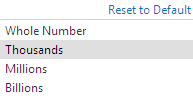 Reset to Default
Whole Number
Thousands
Millions
Billions